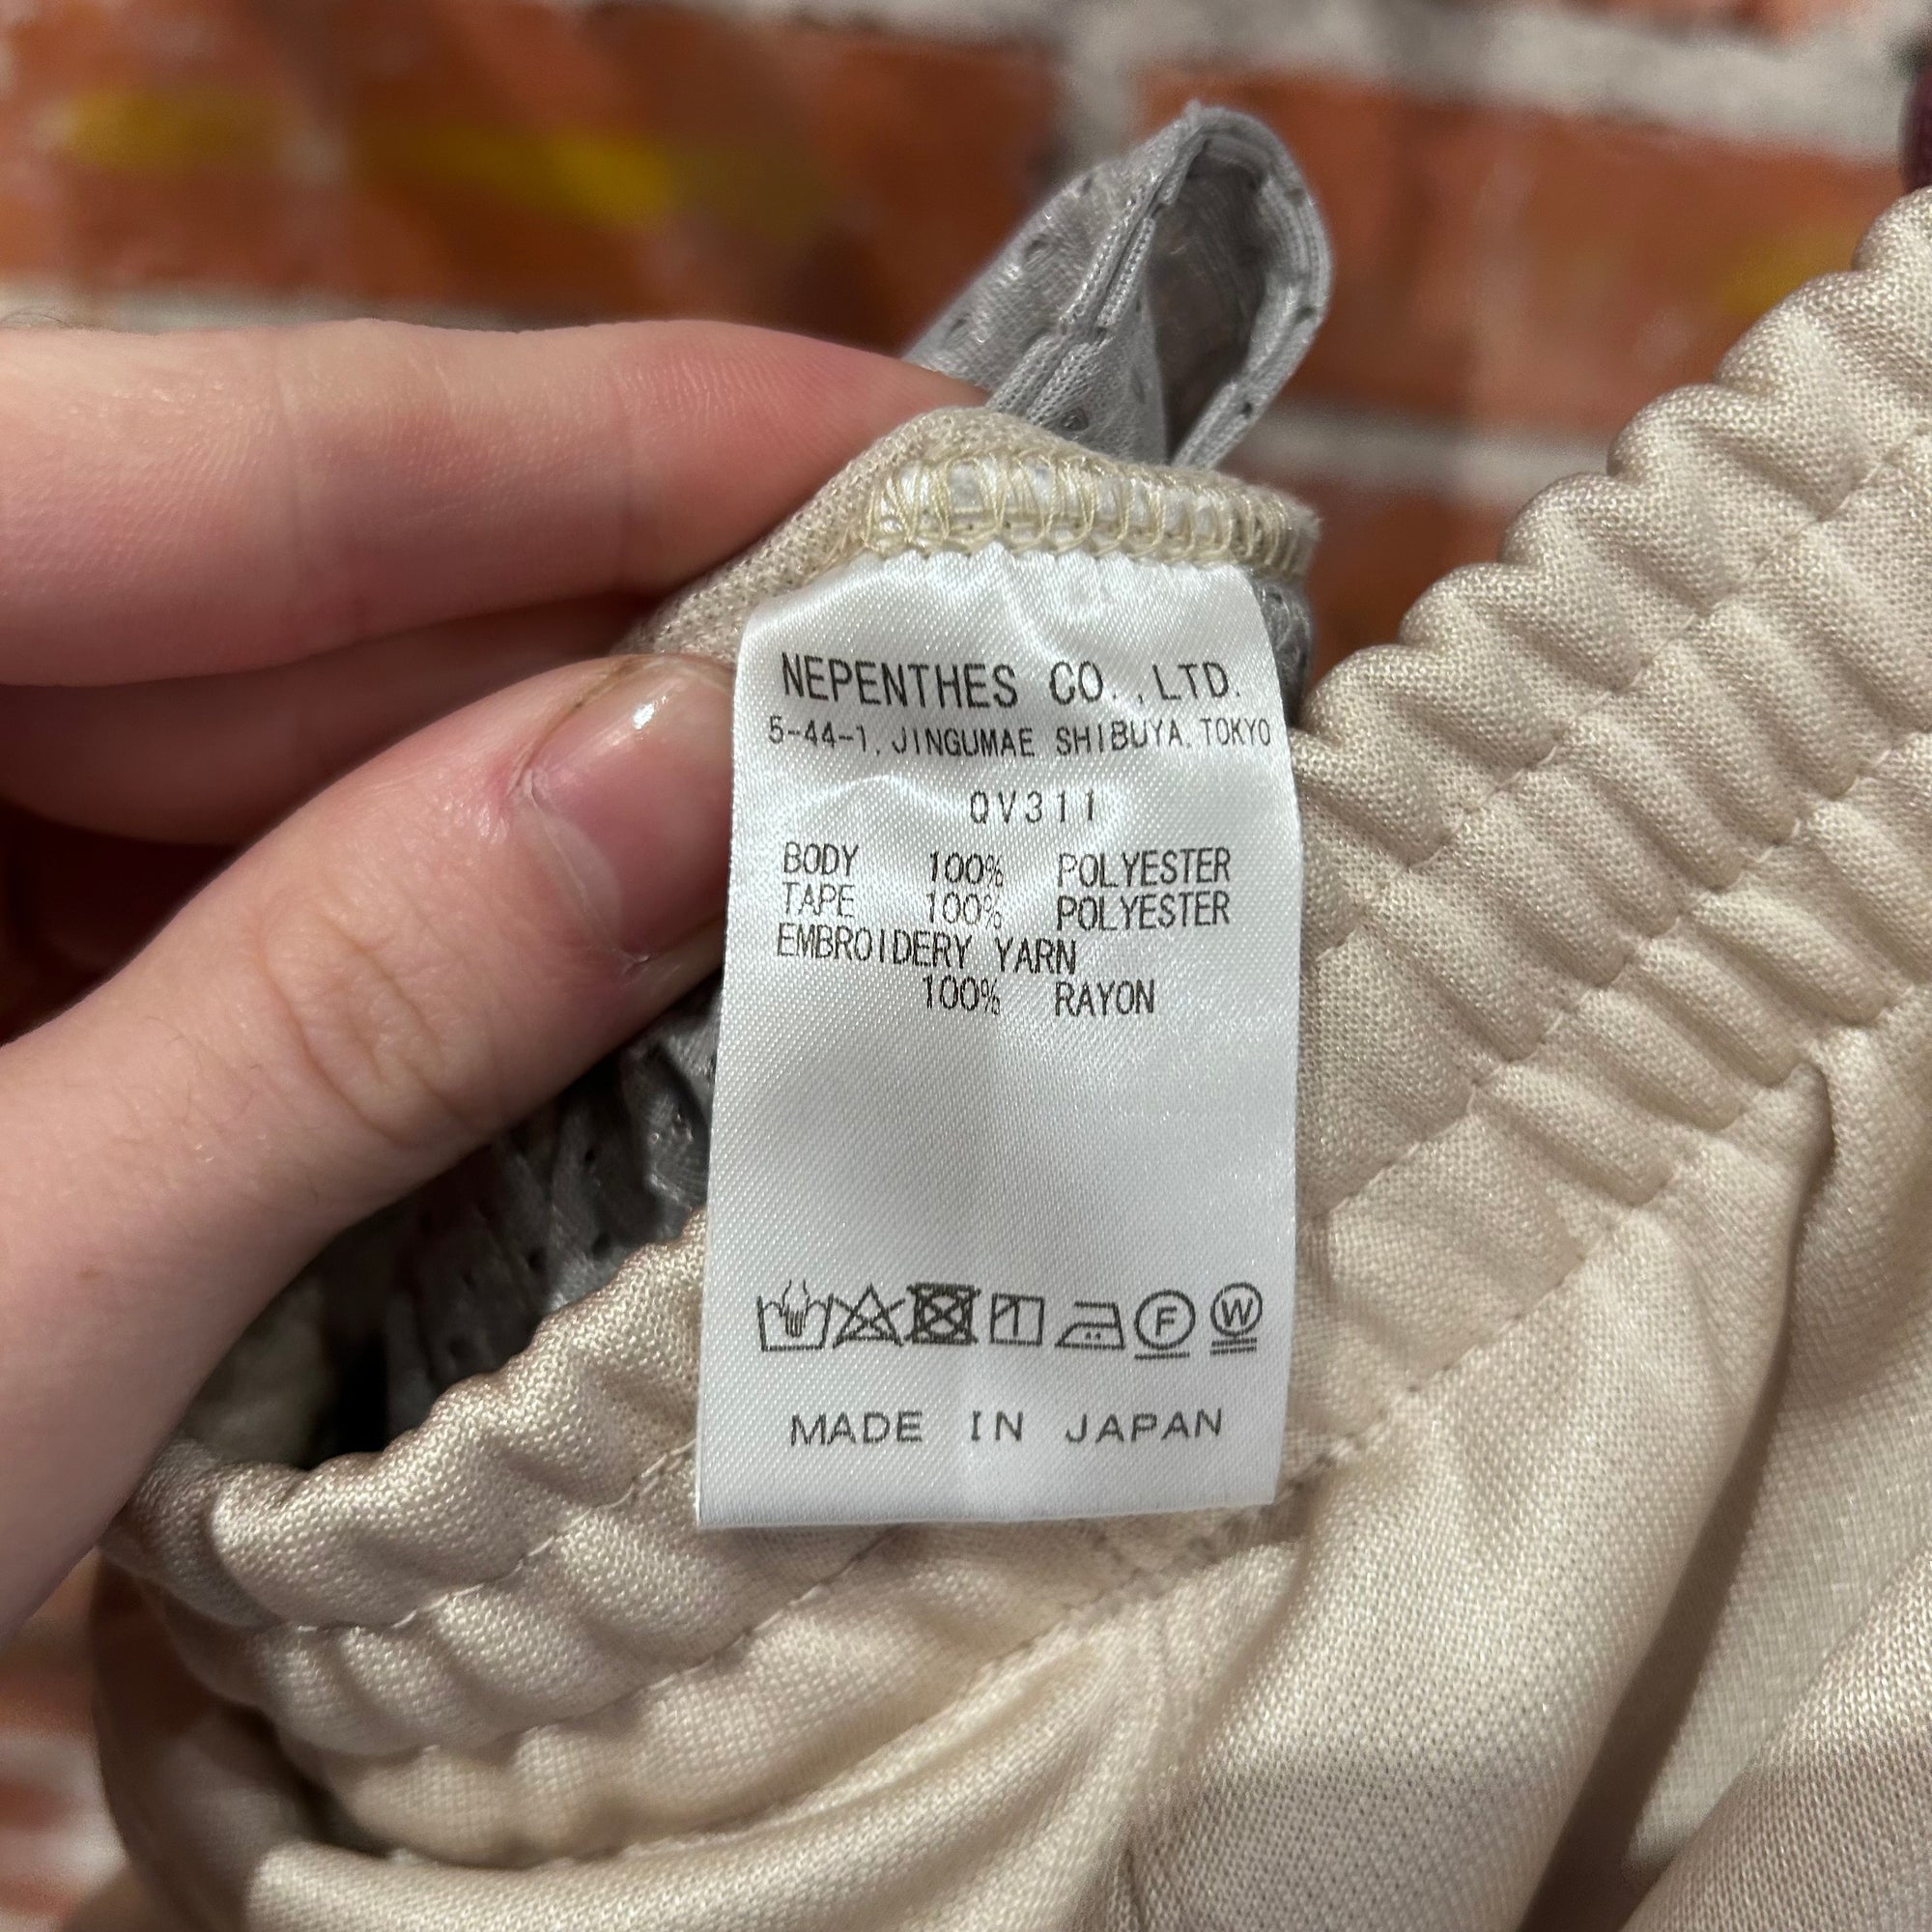 NEPENTHES CO.,LTD.
5-44-1, JINGUMAE SHIBUYA, TOKYO
QV311
BODY 100% POLYESTER
TAPE 100% POLYESTER
EMBROIDERY YARN
100% RAYON
F W
MADE IN JAPAN